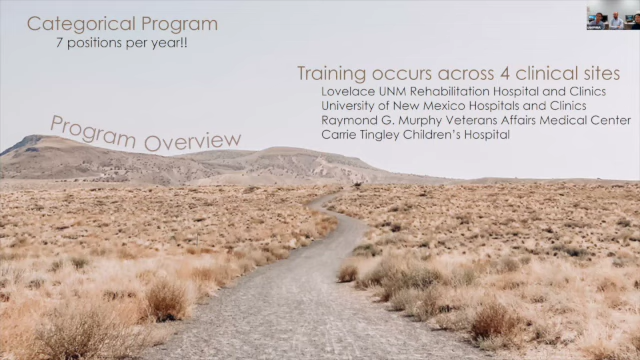 Categorical Program
7 positions per year!!
Training occurs across 4 clinical sites
Lovelace UNM Rehabilitation Hospital and Clinics
University of New Mexico Hospitals and Clinics
Raymond G. Murphy Veterans Affairs Medical Center
Carrie Tingley Children's Hospital
Program Overview